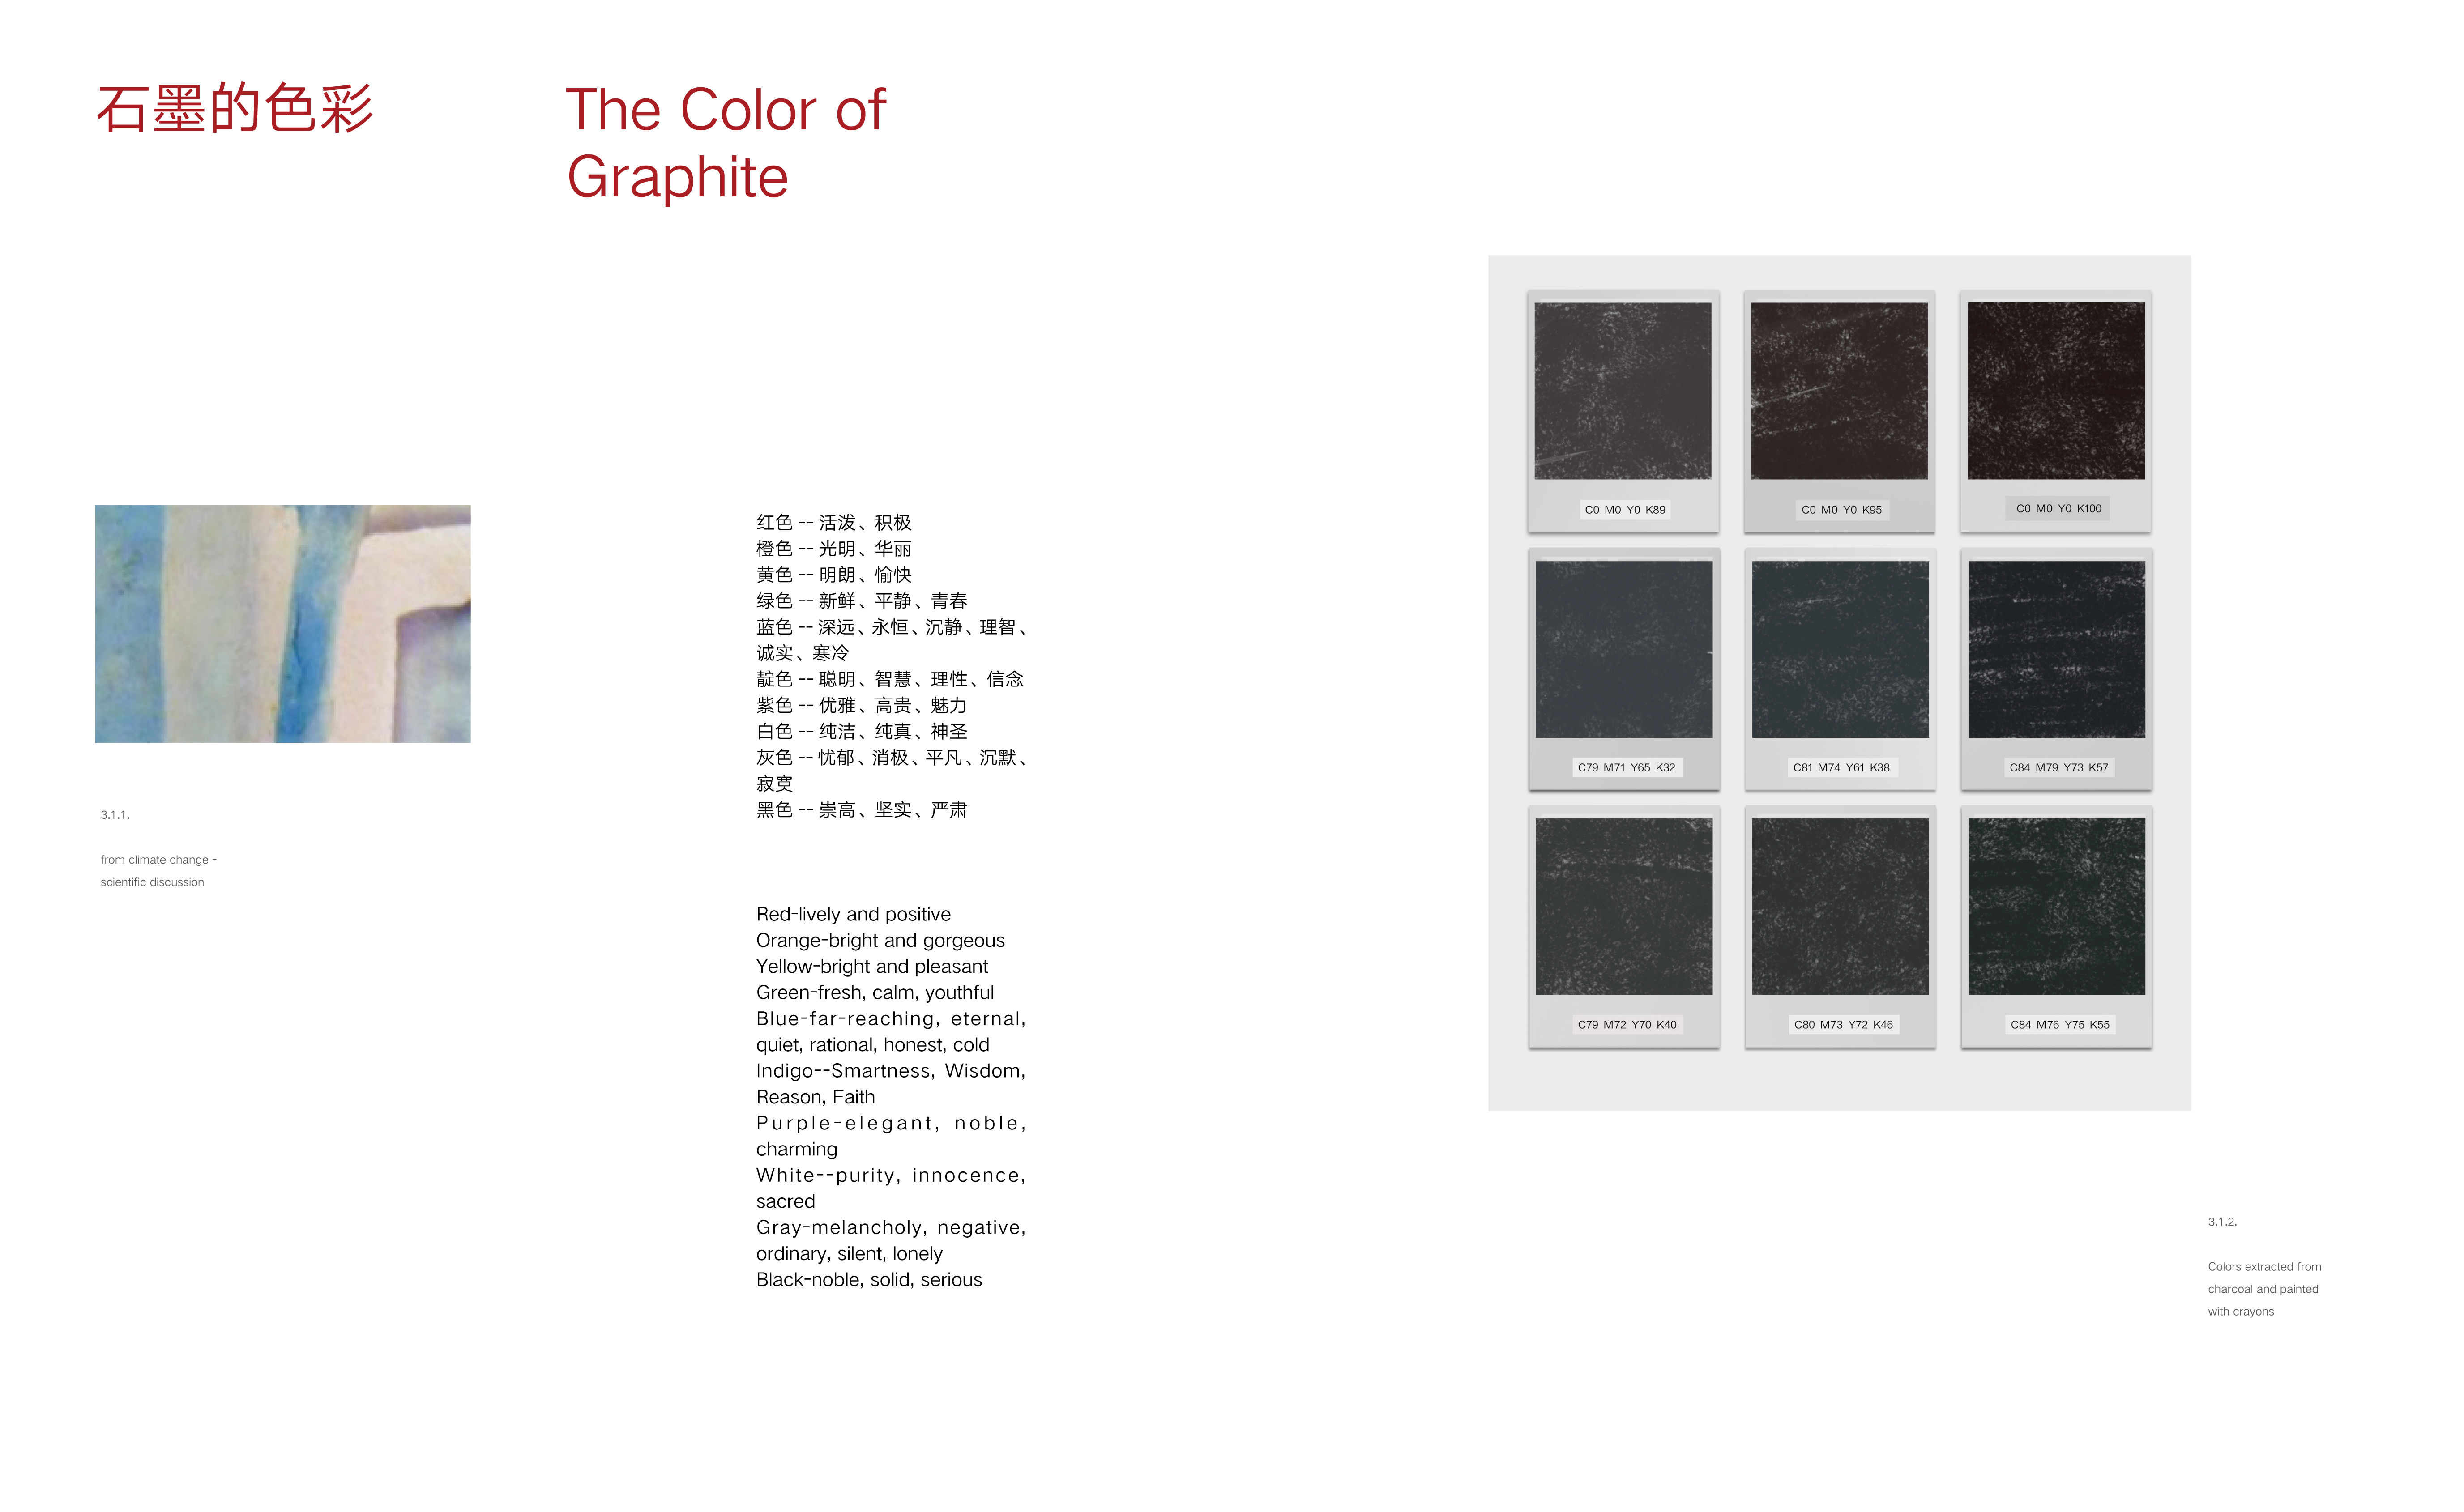 石墨的色彩
The Color of
Graphite
3.1.1.
from climate change -
scientific discussion
红色 -- 活泼、积极
橙色 -- 光明、华丽
黄色 -- 明朗、愉快
绿色 -- 新鲜、平静、青春
蓝色 -- 深远、永恒、沉静、理智、
诚实、寒冷
靛色 -- 聪明、智慧、理性、信念
紫色 -- 优雅、高贵、魅力
白色 -- 纯洁、纯真、神圣
灰色 -- 忧郁、消极、平凡、沉默、
寂寞
黑色 -- 崇高、坚实、严肃
Red-lively and positive
Orange-bright and gorgeous
Yellow-bright and pleasant
Green-fresh, calm, youthful
Blue-far-reaching, eternal,
quiet, rational, honest, cold
Indigo--Smartness, Wisdom,
Reason, Faith
Purple-elegant, noble,
charming
White--purity, innocence,
sacred
Gray-melancholy, negative,
ordinary, silent, lonely
Black-noble, solid, serious
C0 M0 Y0 K89
C0 M0 Y0 K95
C0 M0 Y0 K100
C79 M71 Y65 K32
C81 M74 Y61 K38
C84 M79 Y73 K57
C79 M72 Y70 K40
C80 M73 Y72 K46
C84 M76 Y75 K55
3.1.2.
Colors extracted from
charcoal and painted
with crayons